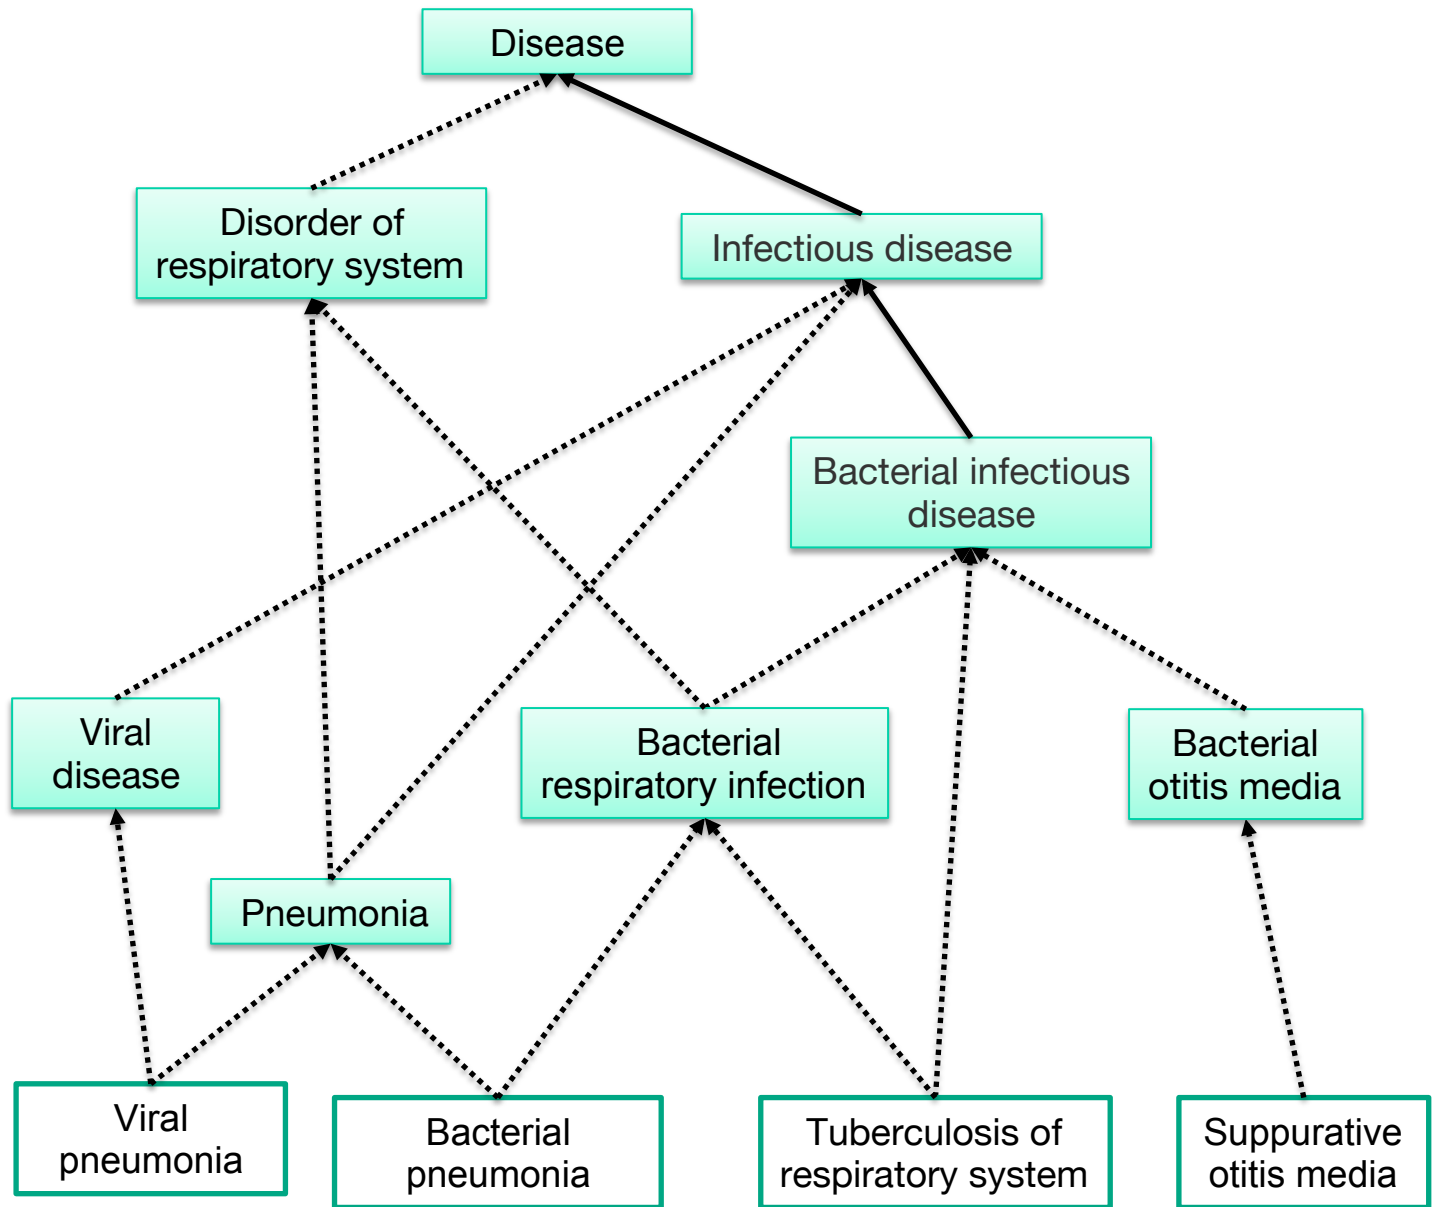 Disease
Disorder of
respiratory system
Infectious disease
Bacterial infectious
disease
Viral
disease
Bacterial
respiratory infection
Bacterial
otitis media
Pneumonia
Viral
pneumonia
Bacterial
pneumonia
Tuberculosis of
respiratory system
Suppurative
otitis media